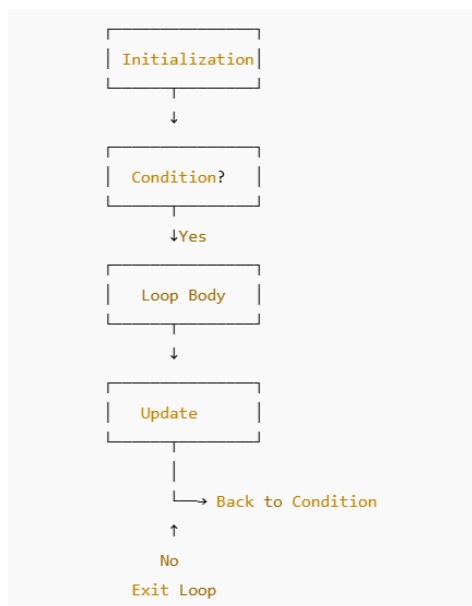 Initialization
↓
Condition?
↓Yes
Loop Body
↓
Update
→ Back to Condition
↑
No
Exit Loop